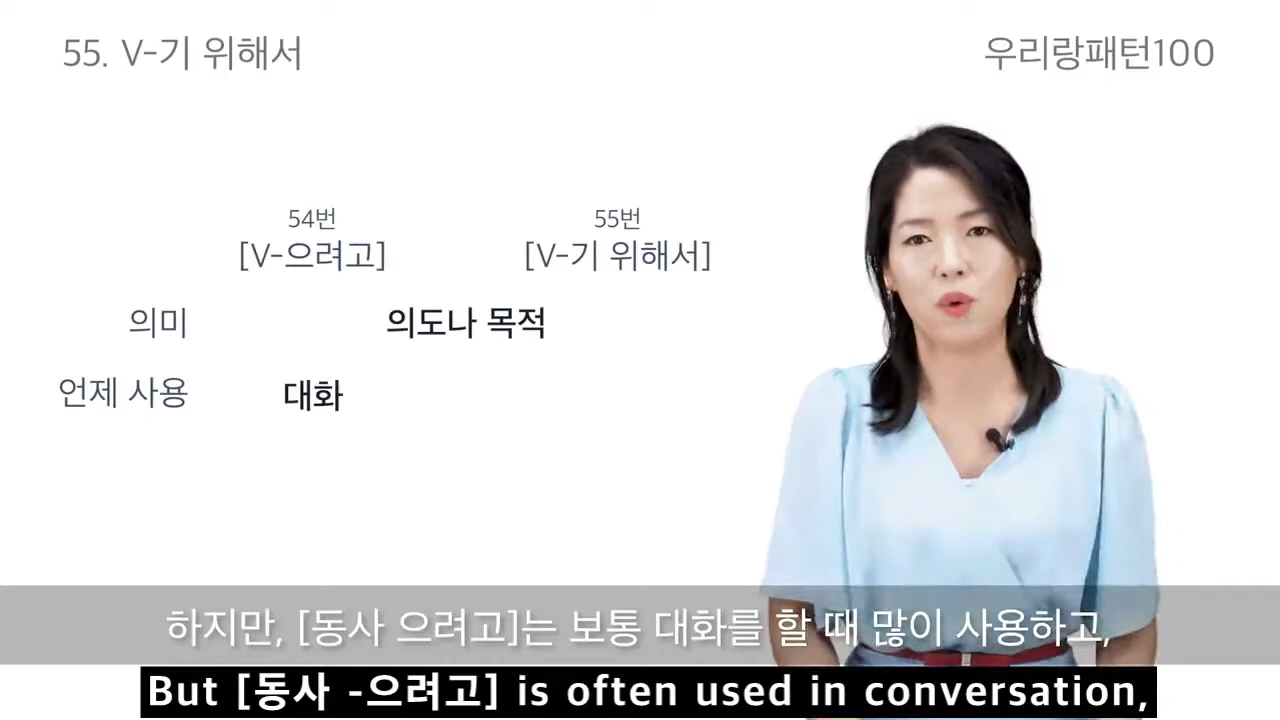 55. V-기 위해서
우리랑패턴100
54번
55번
[V-으려고]
[V-기 위해서]
의미
의도나 목적
언제 사용
대화
하지만, [동사 으려고]는 보통 대화를 할 때 많이 사용하고,
But [동사 -으려고] is often used in conversation,